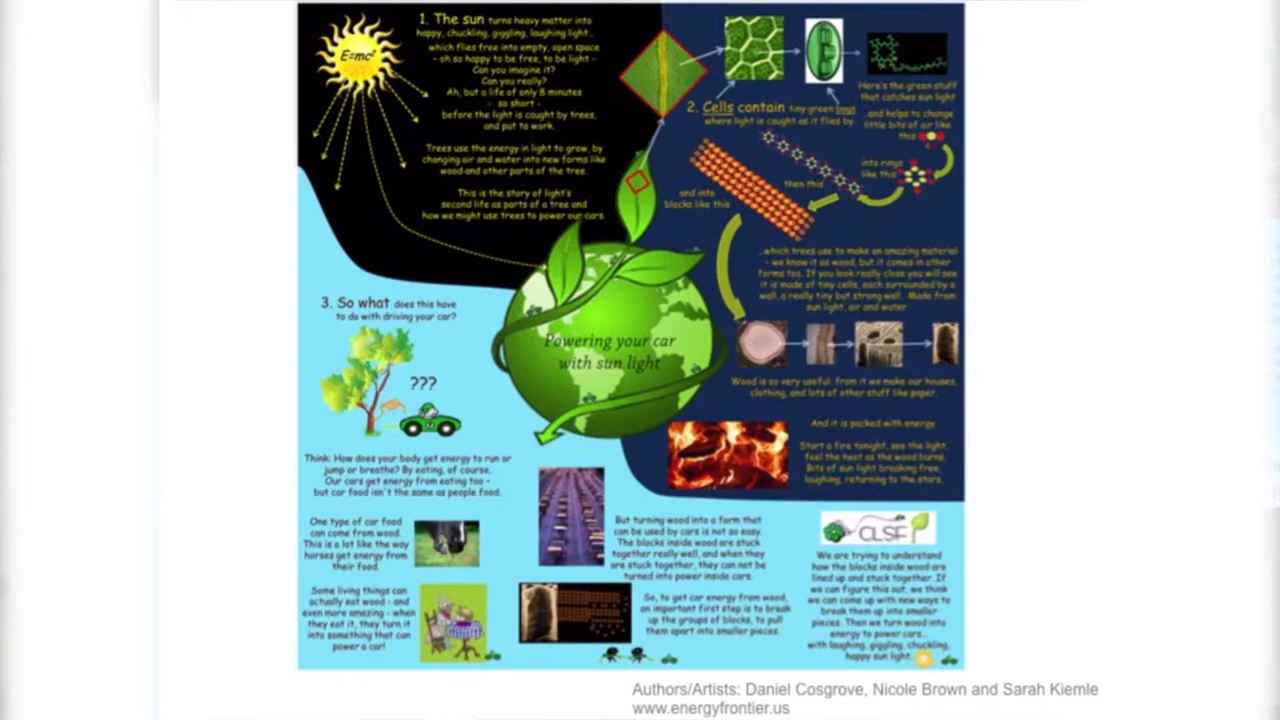 E=mc²
1. The sun turns heavy matter into
happy, chuckling, giggling, laughing light...
which flies free into empty, open space
- oh so happy to be free, to be light -
Can you imagine it?
Can you really?
Ah, but a life of only 8 minutes
- so short -
before the light is caught by trees,
and put to work.
Trees use the energy in light to grow, by
changing air and water into new forms like
wood and other parts of the tree.
This is the story of light's
second life as parts of a tree and
how we might use trees to power our cars.
2. Cells contain tiny green bags
where light is caught as it flies by.
Here's the green stuff
that catches sun light
...and helps to change
little bits of air like
this
into rings
like this
then this
and into
blocks like this
...which trees use to make an amazing material
- we know it as wood, but it comes in other
forms too. If you look really close you will see
it is made of tiny cells, each surrounded by a
wall, a really tiny but strong wall. Made from
sun light, air and water.
Wood is so very useful: from it we make our houses,
clothing, and lots of other stuff like paper.
And it is packed with energy.
Start a fire tonight, see the light,
feel the heat as the wood burns.
Bits of sun light breaking free,
laughing, returning to the stars.
Powering your car
with sun light
3. So what does this have
to do with driving your car?
???
Think: How does your body get energy to run or
jump or breathe? By eating, of course.
Our cars get energy from eating too -
but car food isn't the same as people food.
One type of car food
can come from wood.
This is a lot like the way
horses get energy from
their food.
Some living things can
actually eat wood - and
even more amazing - when
they eat it, they turn it
into something that can
power a car!
But turning wood into a form that
can be used by cars is not so easy.
The blocks inside wood are stuck
together really well, and when they
are stuck together, they can not be
turned into power inside cars.
So, to get car energy from wood,
an important first step is to break
up the groups of blocks, to pull
them apart into smaller pieces.
CLSF
We are trying to understand
how the blocks inside wood are
lined up and stuck together. If
we can figure this out, we think
we can come up with new ways to
break them up into smaller
pieces. Then we turn wood into
energy to power cars...
with laughing, giggling, chuckling,
happy sun light.
Authors/Artists: Daniel Cosgrove, Nicole Brown and Sarah Kiemle
www.energyfrontier.us